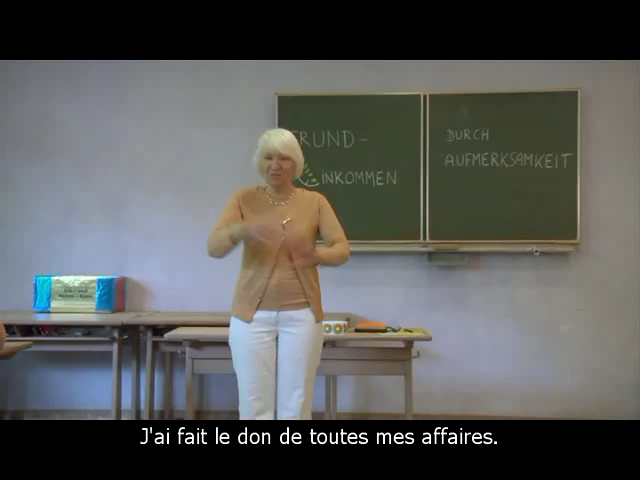 RUND-
INKOMMEN
DURCH
AUFMERKSAMKEIT
J'ai fait le don de toutes mes affaires.